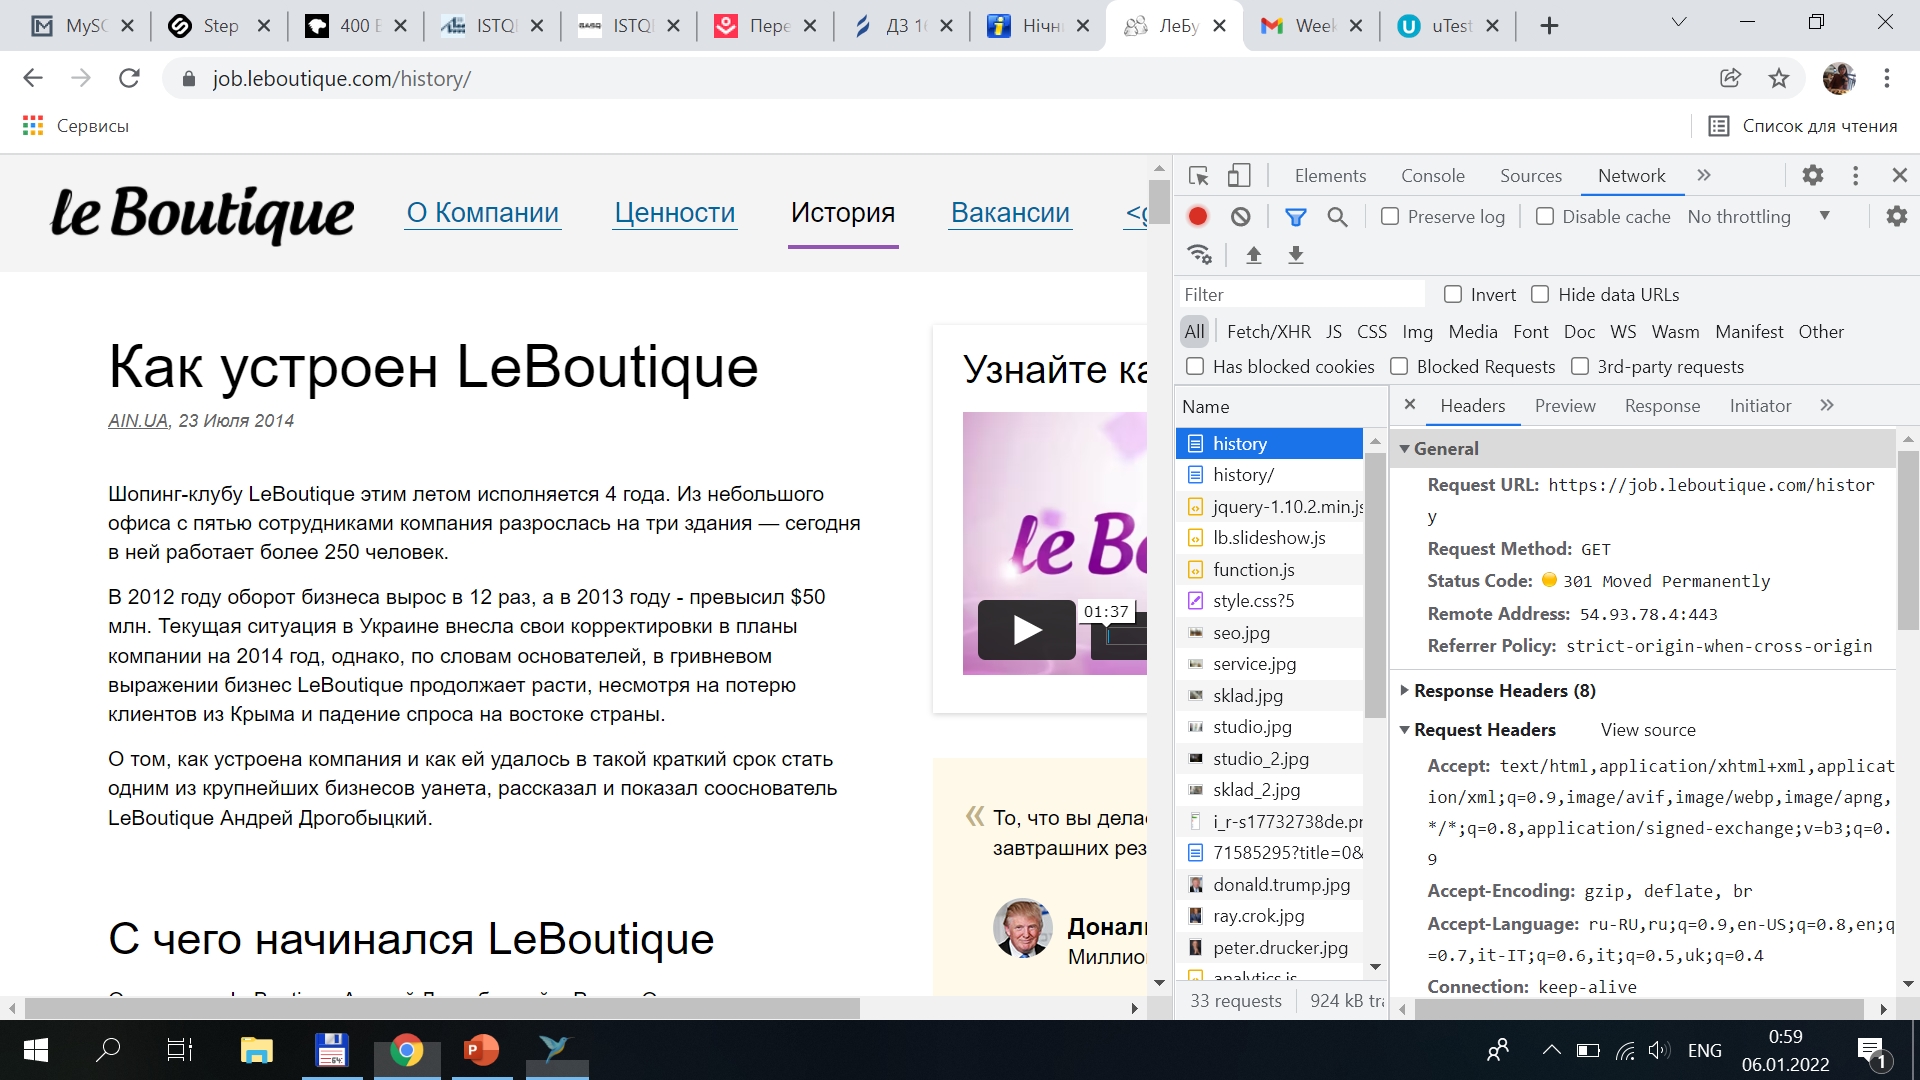 MySC
Step
400 E
ISTQ
ISTQ
Пере
ДЗ 1
Нічн
ЛеБу
Week
uTest
job.leboutique.com/history/
Сервисы
Список для чтения
le Boutique
О Компании
Ценности
История
Вакансии
Как устроен LeBoutique
AIN.UA, 23 Июля 2014
Шопинг-клубу LeBoutique этим летом исполняется 4 года. Из небольшого
офиса с пятью сотрудниками компания разрослась на три здания — сегодня
в ней работает более 250 человек.
В 2012 году оборот бизнеса вырос в 12 раз, а в 2013 году - превысил $50
млн. Текущая ситуация в Украине внесла свои корректировки в планы
компании на 2014 год, однако, по словам основателей, в гривневом
выражении бизнес LeBoutique продолжает расти, несмотря на потерю
клиентов из Крыма и падение спроса на востоке страны.
О том, как устроена компания и как ей удалось в такой краткий срок стать
одним из крупнейших бизнесов уанета, рассказал и показал сооснователь
LeBoutique Андрей Дрогобыцкий.
С чего начинался LeBoutique
Узнайте ка
le B
01:37
« То, что вы дела
завтрашних рез
Донал
Миллио
Elements Console Sources Network
Preserve log Disable cache No throttling
Filter Invert Hide data URLs
All Fetch/XHR JS CSS Img Media Font Doc WS Wasm Manifest Other
Has blocked cookies Blocked Requests 3rd-party requests
Name
history
history/
jquery-1.10.2.min.js
lb.slideshow.js
function.js
style.css?5
seo.jpg
service.jpg
sklad.jpg
studio.jpg
studio_2.jpg
sklad_2.jpg
i_r-s17732738de.pr
71585295?title=0&
donald.trump.jpg
ray.crok.jpg
peter.drucker.jpg
analytics.js
33 requests 924 kB tra
Headers Preview Response Initiator
General
Request URL: https://job.leboutique.com/histor
y
Request Method: GET
Status Code: 301 Moved Permanently
Remote Address: 54.93.78.4:443
Referrer Policy: strict-origin-when-cross-origin
Response Headers (8)
Request Headers View source
Accept: text/html,application/xhtml+xml,applicat
ion/xml;q=0.9,image/avif,image/webp,image/apng,
*/*;q=0.8,application/signed-exchange;v=b3;q=0.
9
Accept-Encoding: gzip, deflate, br
Accept-Language: ru-RU,ru;q=0.9,en-US;q=0.8,en;q
=0.7,it-IT;q=0.6,it;q=0.5,uk;q=0.4
Connection: keep-alive
ENG
0:59
06.01.2022
1